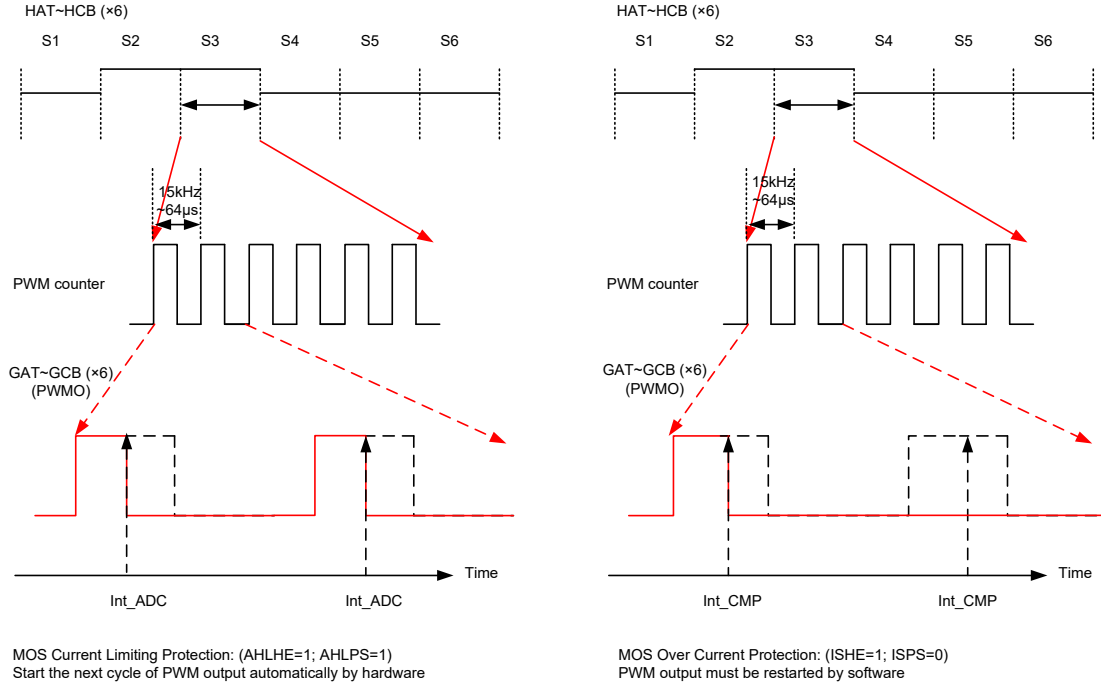 HAT~HCB (×6)
S1 S2 S3 S4 S5 S6
15kHz
~64μs
PWM counter
GAT~GCB (×6)
(PWMO)
Time
Int_ADC Int_ADC
MOS Current Limiting Protection: (AHLHE=1; AHLPS=1)
Start the next cycle of PWM output automatically by hardware
HAT~HCB (×6)
S1 S2 S3 S4 S5 S6
15kHz
~64μs
PWM counter
GAT~GCB (×6)
(PWMO)
Time
Int_CMP Int_CMP
MOS Over Current Protection: (ISHE=1; ISPS=0)
PWM output must be restarted by software